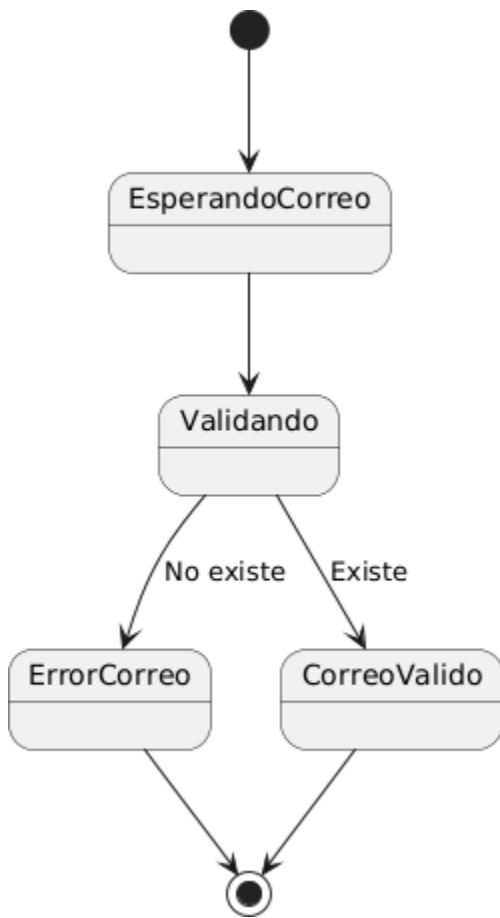 EsperandoCorreo
Validando
No existe
Existe
ErrorCorreo
CorreoValido